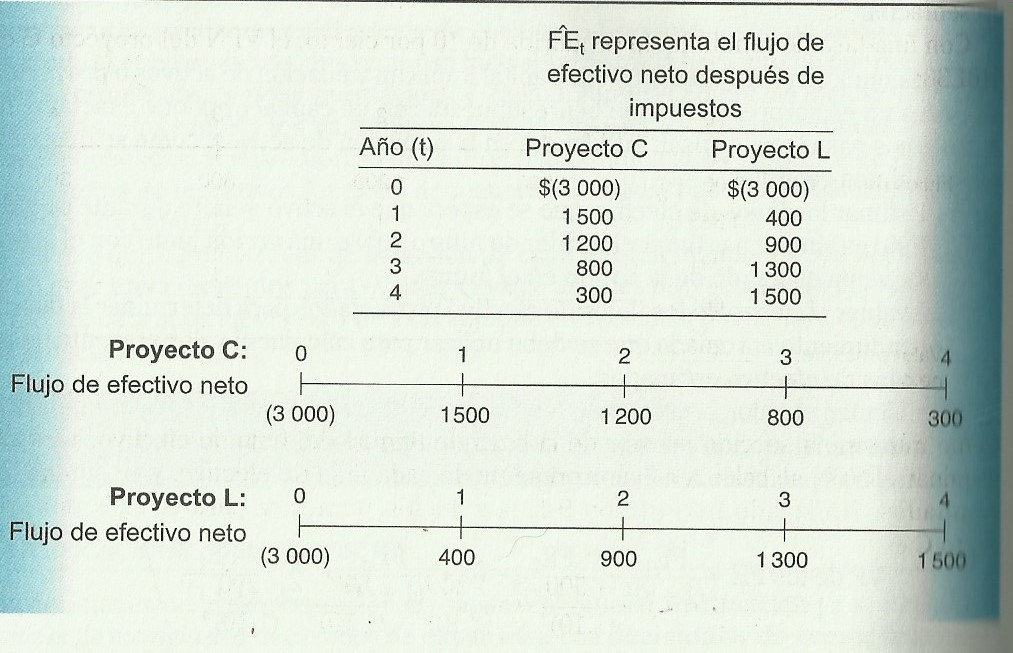 F̂E_t representa el flujo de
efectivo neto después de
impuestos
Año (t) Proyecto C Proyecto L
0 $(3 000) $(3 000)
1 1 500 400
2 1 200 900
3 800 1 300
4 300 1 500
Proyecto C: 0 1 2 3 4
Flujo de efectivo neto
(3 000) 1 500 1 200 800 300
Proyecto L: 0 1 2 3 4
Flujo de efectivo neto
(3 000) 400 900 1 300 1 500